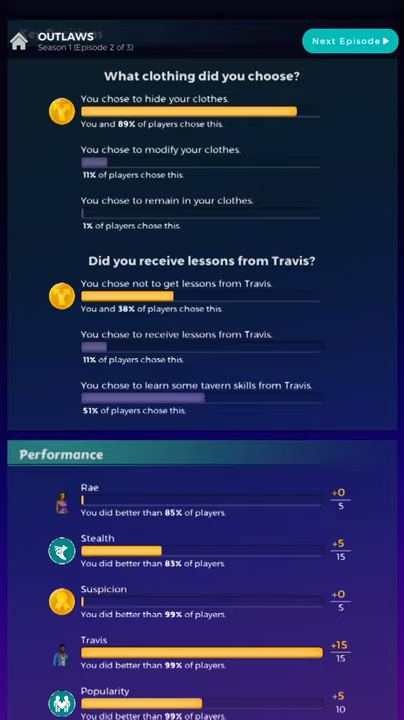 OUTLAWS
Season 1 (Episode 2 of 3)
Next Episode
What clothing did you choose?
You chose to hide your clothes.
You and 89% of players chose this.
You chose to modify your clothes.
11% of players chose this.
You chose to remain in your clothes.
1% of players chose this.
Did you receive lessons from Travis?
You chose not to get lessons from Travis.
You and 38% of players chose this.
You chose to receive lessons from Travis.
11% of players chose this.
You chose to learn some tavern skills from Travis.
51% of players chose this.
Performance
Rae
+0
5
You did better than 85% of players.
Stealth
+5
15
You did better than 83% of players.
Suspicion
+0
5
You did better than 99% of players.
Travis
+15
15
You did better than 99% of players.
Popularity
+5
10
You did better than 99% of players.